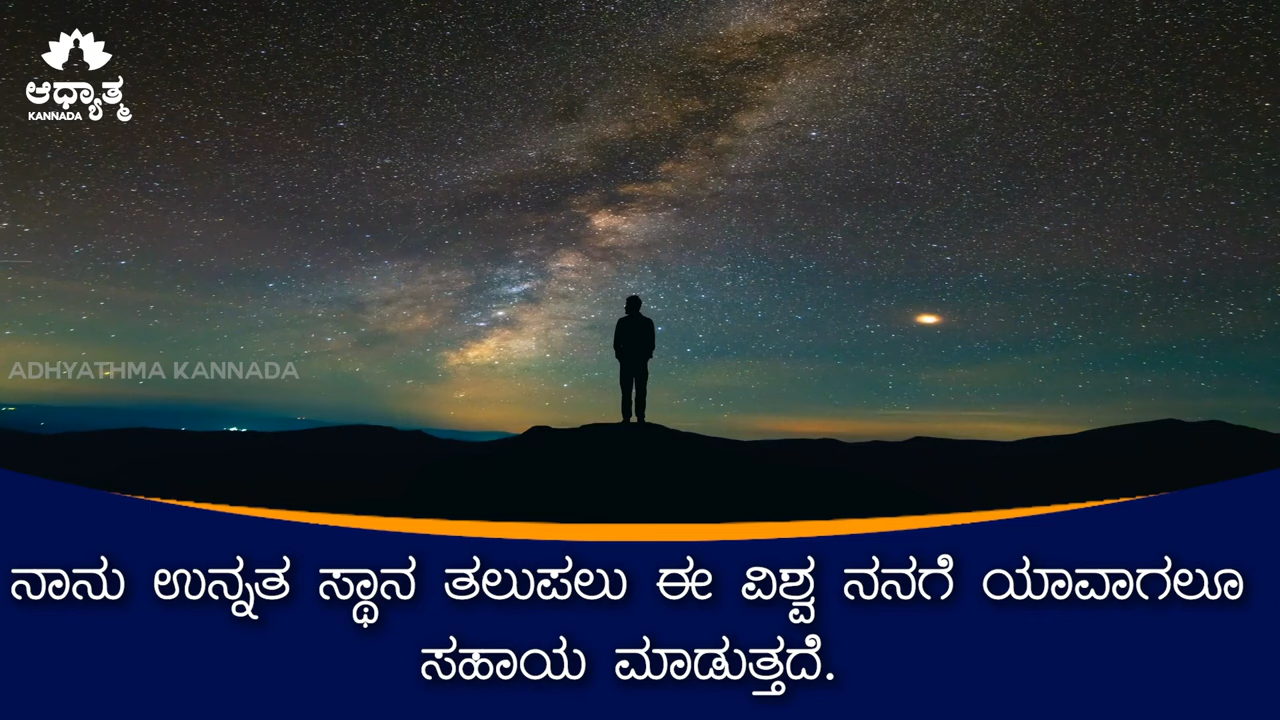 ಆಧ್ಯಾತ್ಮ
KANNADA
ADHYATHMA KANNADA
ನಾನು ಉನ್ನತ ಸ್ಥಾನ ತಲುಪಲು ಈ ವಿಶ್ವ ನನಗೆ ಯಾವಾಗಲೂ
ಸಹಾಯ ಮಾಡುತ್ತದೆ.